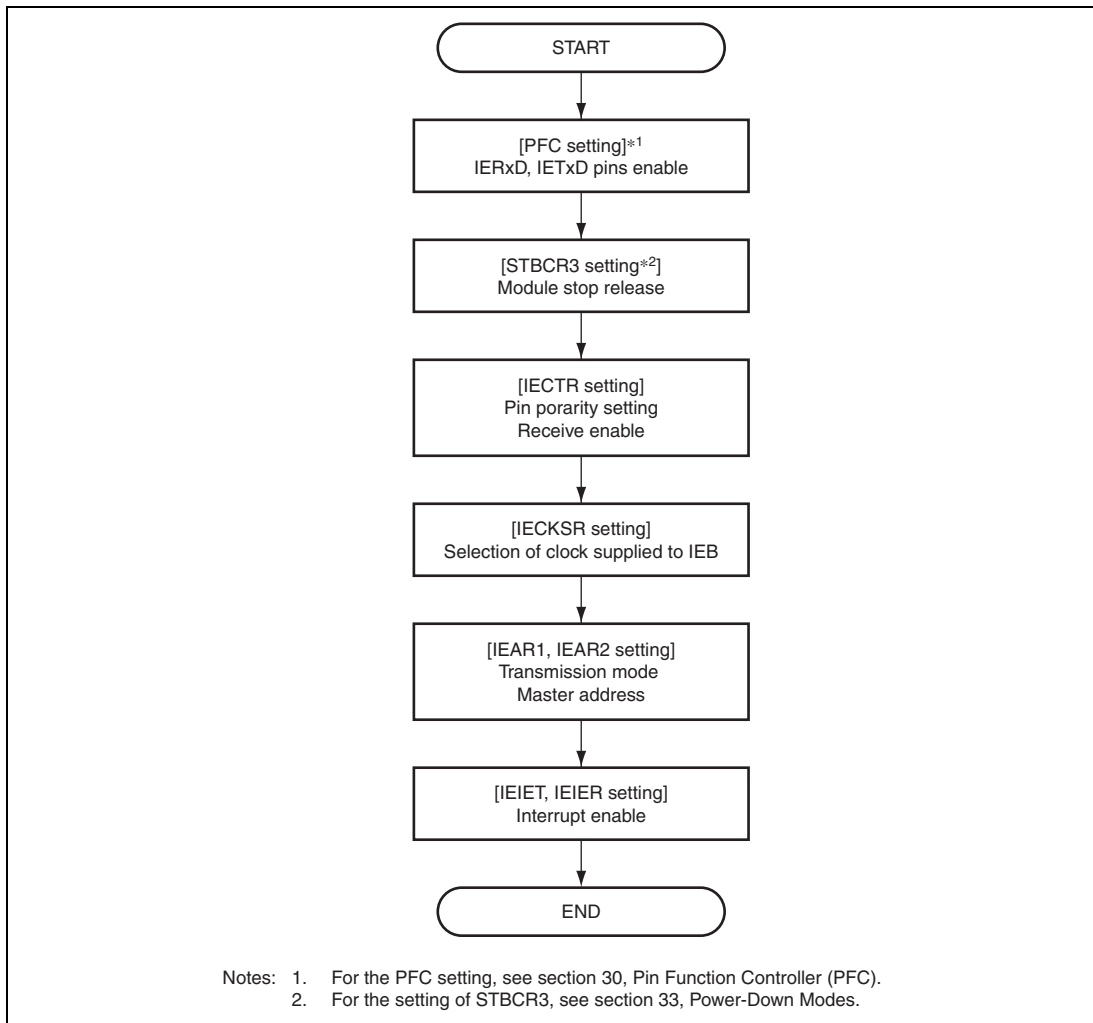 START
[PFC setting]*1
IERxD, IETxD pins enable
[STBCR3 setting*2]
Module stop release
[IECTR setting]
Pin porarity setting
Receive enable
[IECKSR setting]
Selection of clock supplied to IEB
[IEAR1, IEAR2 setting]
Transmission mode
Master address
[IEIET, IEIER setting]
Interrupt enable
END
Notes: 1. For the PFC setting, see section 30, Pin Function Controller (PFC).
2. For the setting of STBCR3, see section 33, Power-Down Modes.